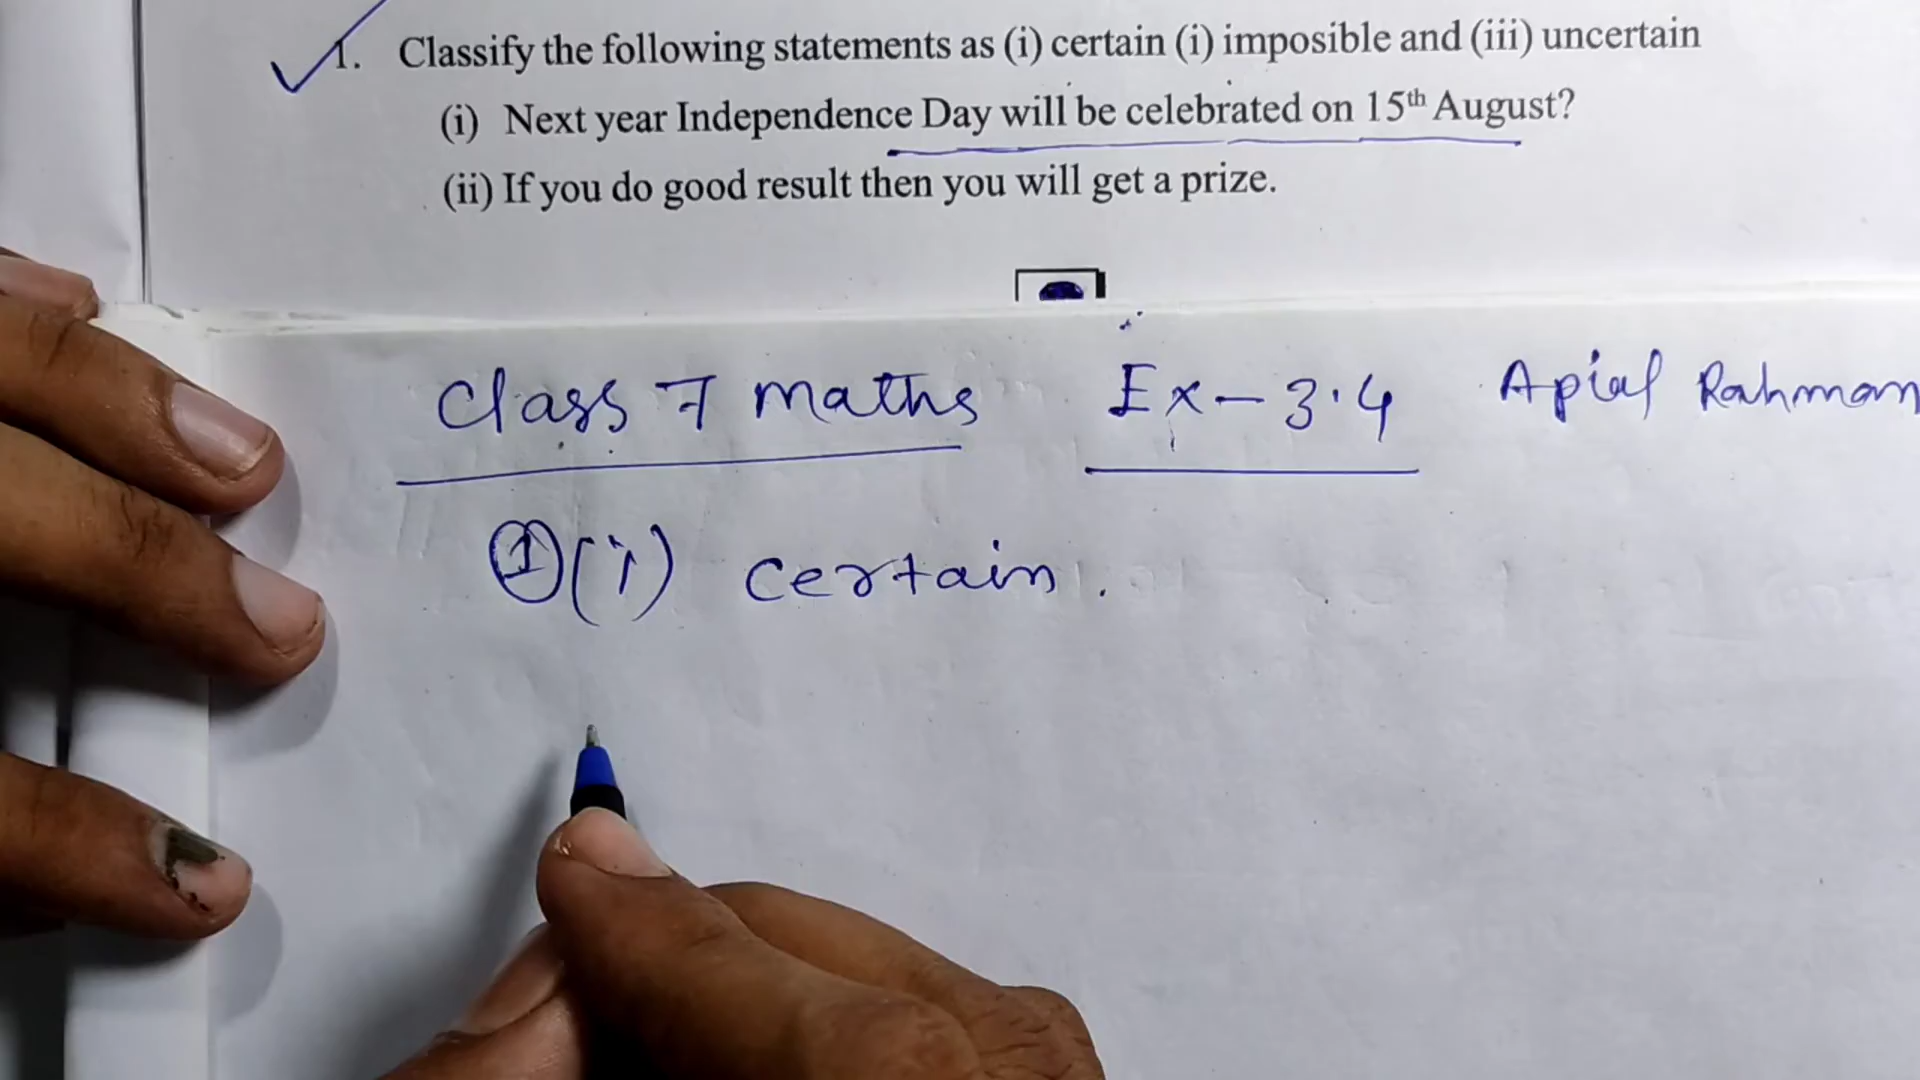 1. Classify the following statements as (i) certain (i) imposible and (iii) uncertain
(i) Next year Independence Day will be celebrated on 15th August?
(ii) If you do good result then you will get a prize.
Class 7 maths Ex-3.4 Rahman
①(i) certain.